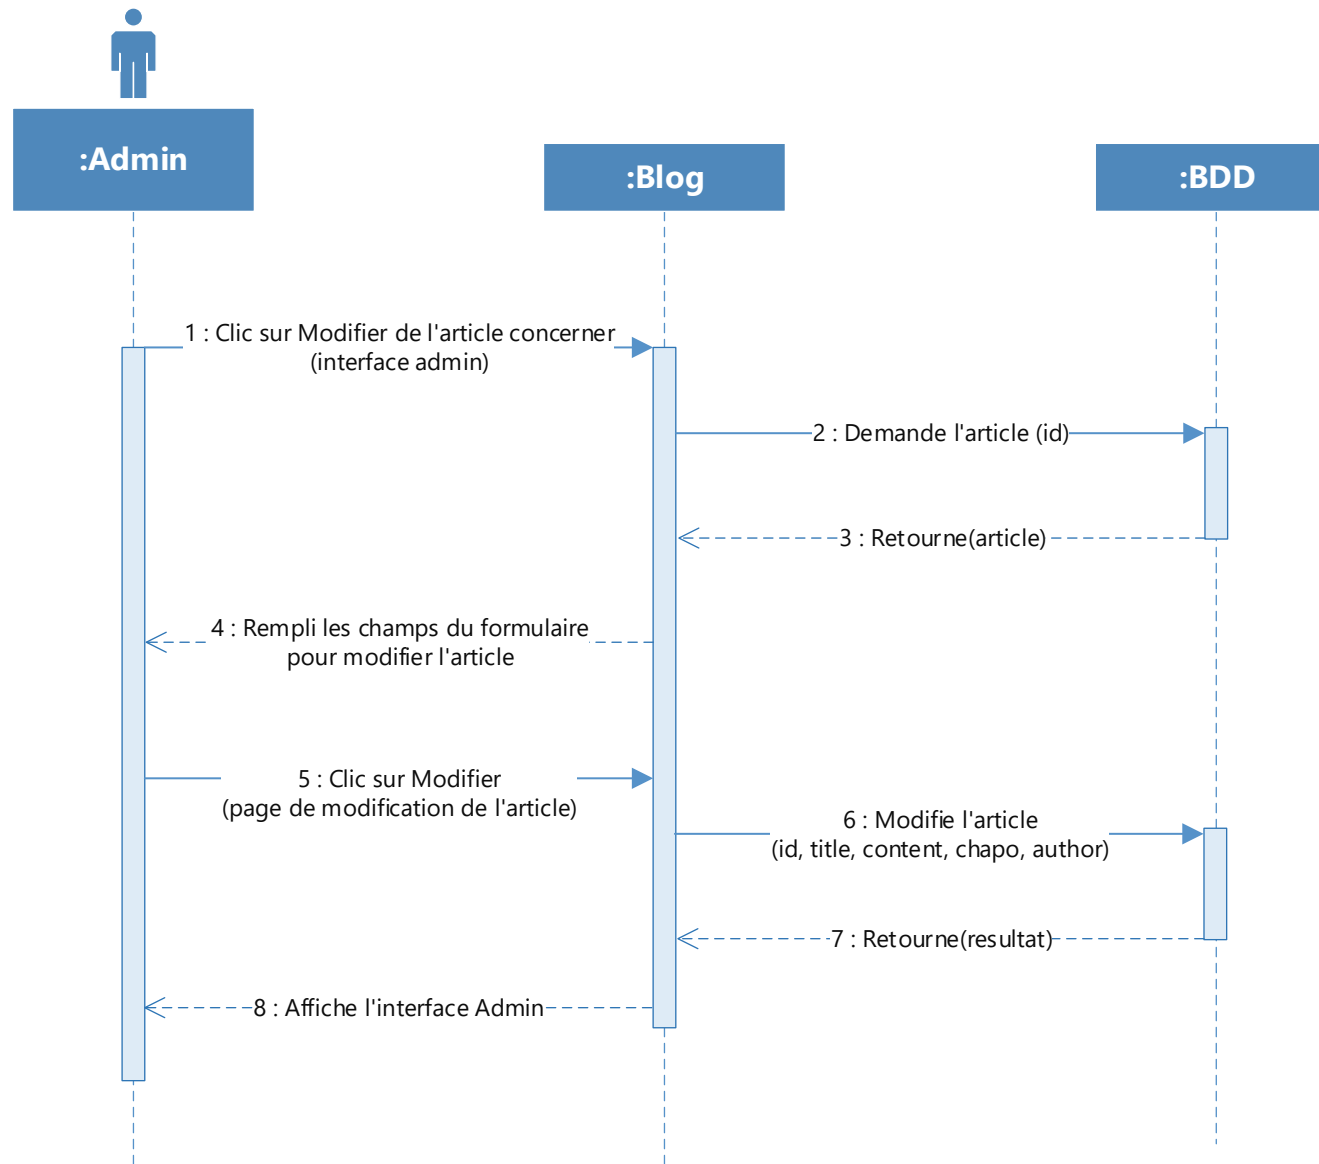 :Admin
:Blog
:BDD
1 : Clic sur Modifier de l'article concerner
(interface admin)
2 : Demande l'article (id)
3 : Retourne(article)
4 : Rempli les champs du formulaire
pour modifier l'article
5 : Clic sur Modifier
(page de modification de l'article)
6 : Modifie l'article
(id, title, content, chapo, author)
7 : Retourne(resultat)
8 : Affiche l'interface Admin